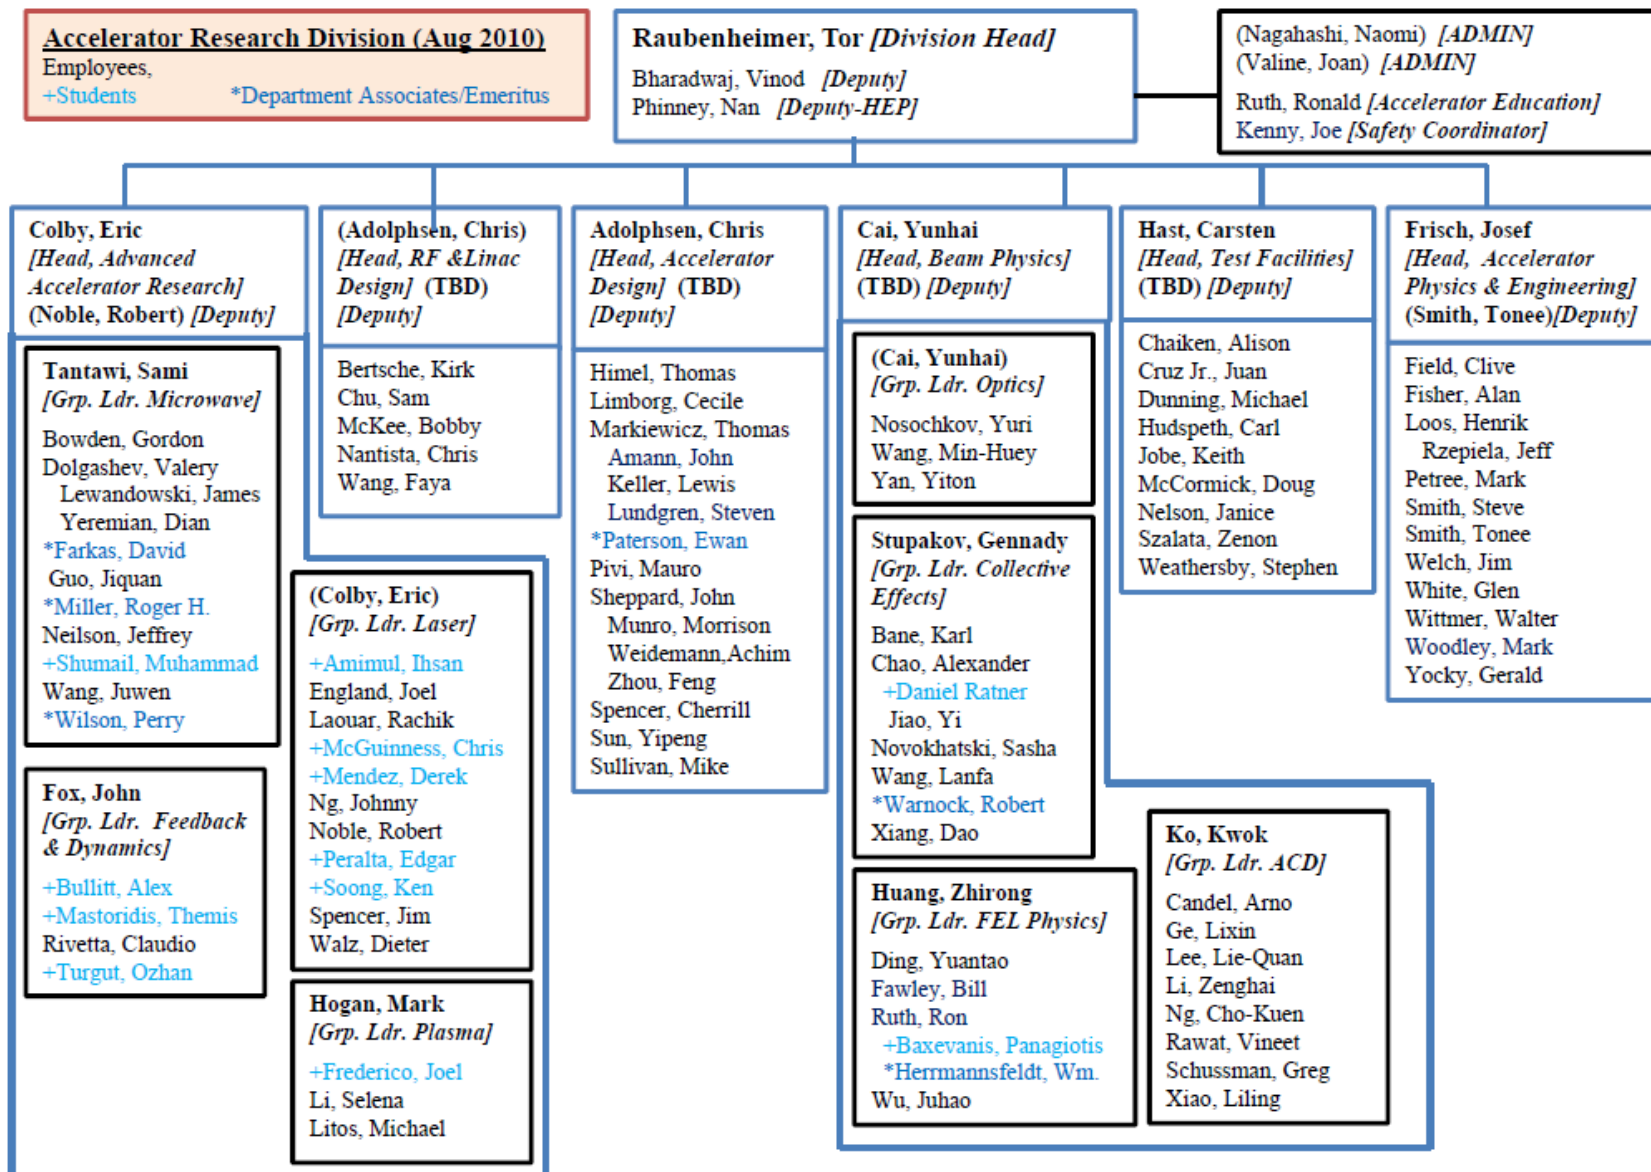 Accelerator Research Division (Aug 2010)
Employees,
+Students *Department Associates/Emeritus
Raubenheimer, Tor [Division Head]
Bharadwaj, Vinod [Deputy]
Phinney, Nan [Deputy-HEP]
(Nagahashi, Naomi) [ADMIN]
(Valine, Joan) [ADMIN]
Ruth, Ronald [Accelerator Education]
Kenny, Joe [Safety Coordinator]
Colby, Eric
[Head, Advanced
Accelerator Research]
(Noble, Robert) [Deputy]
Tantawi, Sami
[Grp. Ldr. Microwave]
Bowden, Gordon
Dolgashev, Valery
Lewandowski, James
Yeremian, Dian
*Farkas, David
Guo, Jiquan
*Miller, Roger H.
Neilson, Jeffrey
+Shumail, Muhammad
Wang, Juwen
*Wilson, Perry
Fox, John
[Grp. Ldr. Feedback
& Dynamics]
+Bullitt, Alex
+Mastoridis, Themis
Rivetta, Claudio
+Turgut, Ozhan
(Colby, Eric)
[Grp. Ldr. Laser]
+Amimul, Ihsan
England, Joel
Laouar, Rachik
+McGuinness, Chris
+Mendez, Derek
Ng, Johnny
Noble, Robert
+Peralta, Edgar
+Soong, Ken
Spencer, Jim
Walz, Dieter
Hogan, Mark
[Grp. Ldr. Plasma]
+Frederico, Joel
Li, Selena
Litos, Michael
(Adolphsen, Chris)
[Head, RF &Linac
Design] (TBD)
[Deputy]
Bertsche, Kirk
Chu, Sam
McKee, Bobby
Nantista, Chris
Wang, Faya
Adolphsen, Chris
[Head, Accelerator
Design] (TBD)
[Deputy]
Himel, Thomas
Limborg, Cecile
Markiewicz, Thomas
Amann, John
Keller, Lewis
Lundgren, Steven
*Paterson, Ewan
Pivi, Mauro
Sheppard, John
Munro, Morrison
Weidemann,Achim
Zhou, Feng
Spencer, Cherrill
Sun, Yipeng
Sullivan, Mike
Cai, Yunhai
[Head, Beam Physics]
(TBD) [Deputy]
(Cai, Yunhai)
[Grp. Ldr. Optics]
Nosochkov, Yuri
Wang, Min-Huey
Yan, Yiton
Stupakov, Gennady
[Grp. Ldr. Collective
Effects]
Bane, Karl
Chao, Alexander
+Daniel Ratner
Jiao, Yi
Novokhatski, Sasha
Wang, Lanfa
*Warnock, Robert
Xiang, Dao
Huang, Zhirong
[Grp. Ldr. FEL Physics]
Ding, Yuantao
Fawley, Bill
Ruth, Ron
+Baxevanis, Panagiotis
*Herrmannsfeldt, Wm.
Wu, Juhao
Ko, Kwok
[Grp. Ldr. ACD]
Candel, Arno
Ge, Lixin
Lee, Lie-Quan
Li, Zenghai
Ng, Cho-Kuen
Rawat, Vineet
Schussman, Greg
Xiao, Liling
Hast, Carsten
[Head, Test Facilities]
(TBD) [Deputy]
Chaiken, Alison
Cruz Jr., Juan
Dunning, Michael
Hudspeth, Carl
Jobe, Keith
McCormick, Doug
Nelson, Janice
Szalata, Zenon
Weathersby, Stephen
Frisch, Josef
[Head, Accelerator
Physics & Engineering]
(Smith, Tonee)[Deputy]
Field, Clive
Fisher, Alan
Loos, Henrik
Rzepiela, Jeff
Petree, Mark
Smith, Steve
Smith, Tonee
Welch, Jim
White, Glen
Wittmer, Walter
Woodley, Mark
Yocky, Gerald